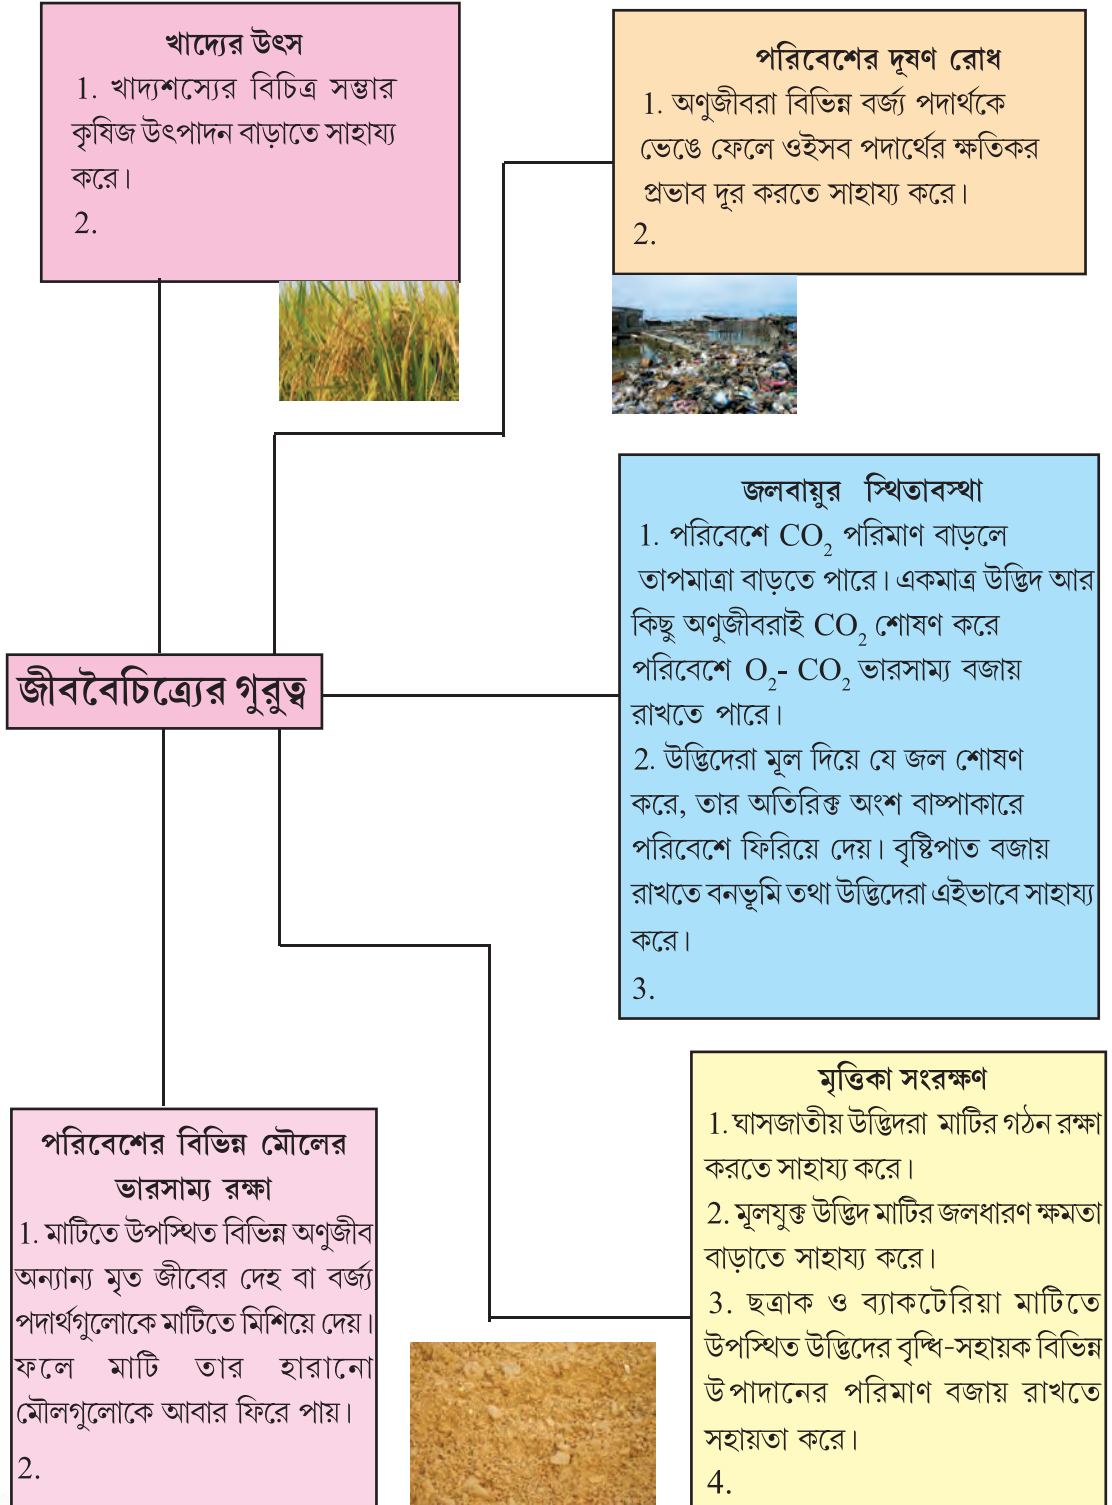 খাদ্যের উৎস
1. খাদ্যশস্যের বিচিত্র সম্ভার
কৃষিজ উৎপাদন বাড়াতে সাহায্য
করে।
2.
পরিবেশের দূষণ রোধ
1. অণুজীবরা বিভিন্ন বর্জ্য পদার্থকে
ভেঙে ফেলে ওইসব পদার্থের ক্ষতিকর
প্রভাব দূর করতে সাহায্য করে।
2.
জলবায়ুর স্থিতাবস্থা
1. পরিবেশে CO₂ পরিমাণ বাড়লে
তাপমাত্রা বাড়তে পারে। একমাত্র উদ্ভিদ আর
কিছু অণুজীবরাই CO₂ শোষণ করে
পরিবেশে O₂- CO₂ ভারসাম্য বজায়
রাখতে পারে।
2. উদ্ভিদেরা মূল দিয়ে যে জল শোষণ
করে, তার অতিরিক্ত অংশ বাষ্পাকারে
পরিবেশে ফিরিয়ে দেয়। বৃষ্টিপাত বজায়
রাখতে বনভূমি তথা উদ্ভিদেরা এইভাবে সাহায্য
করে।
3.
জীববৈচিত্র্যের গুরুত্ব
পরিবেশের বিভিন্ন মৌলের
ভারসাম্য রক্ষা
1. মাটিতে উপস্থিত বিভিন্ন অণুজীব
অন্যান্য মৃত জীবের দেহ বা বর্জ্য
পদার্থগুলোকে মাটিতে মিশিয়ে দেয়।
ফলে মাটি তার হারানো
মৌলগুলোকে আবার ফিরে পায়।
2.
মৃত্তিকা সংরক্ষণ
1. ঘাসজাতীয় উদ্ভিদরা মাটির গঠন রক্ষা
করতে সাহায্য করে।
2. মূলযুক্ত উদ্ভিদ মাটির জলধারণ ক্ষমতা
বাড়াতে সাহায্য করে।
3. ছত্রাক ও ব্যাকটেরিয়া মাটিতে
উপস্থিত উদ্ভিদের বৃদ্ধি-সহায়ক বিভিন্ন
উপাদানের পরিমাণ বজায় রাখতে
সহায়তা করে।
4.